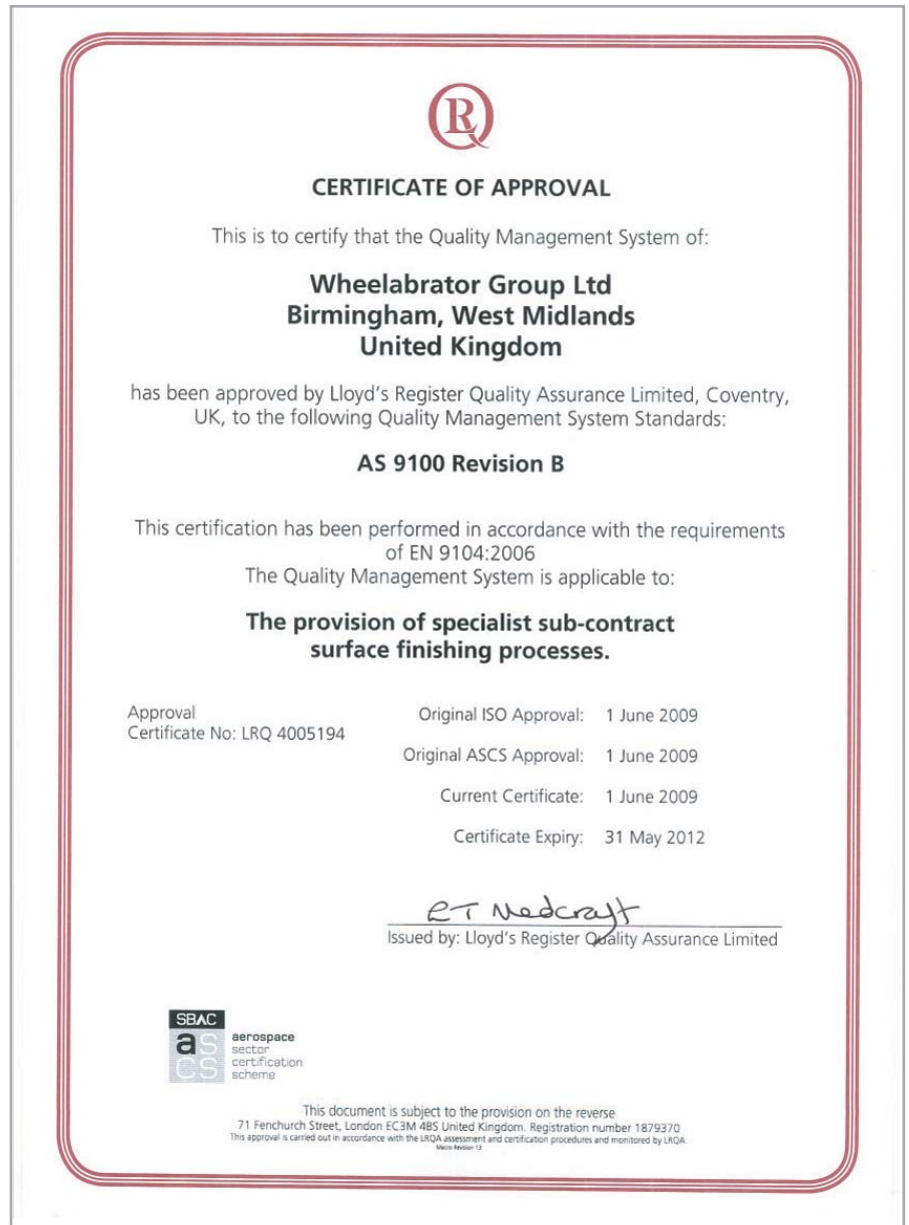 RQ
CERTIFICATE OF APPROVAL
This is to certify that the Quality Management System of:
Wheelabrator Group Ltd
Birmingham, West Midlands
United Kingdom
has been approved by Lloyd's Register Quality Assurance Limited, Coventry,
UK, to the following Quality Management System Standards:
AS 9100 Revision B
This certification has been performed in accordance with the requirements
of EN 9104:2006
The Quality Management System is applicable to:
The provision of specialist sub-contract
surface finishing processes.
Approval
Certificate No: LRQ 4005194
Original ISO Approval: 1 June 2009
Original ASCS Approval: 1 June 2009
Current Certificate: 1 June 2009
Certificate Expiry: 31 May 2012
RT Medcraft
Issued by: Lloyd's Register Quality Assurance Limited
SBAC
asCS
aerospace
sector
certification
scheme
This document is subject to the provision on the reverse
71 Fenchurch Street, London EC3M 4BS United Kingdom. Registration number 1879370
This approval is carried out in accordance with the LRQA assessment and certification procedures and monitored by LRQA.
Macro Revision 13